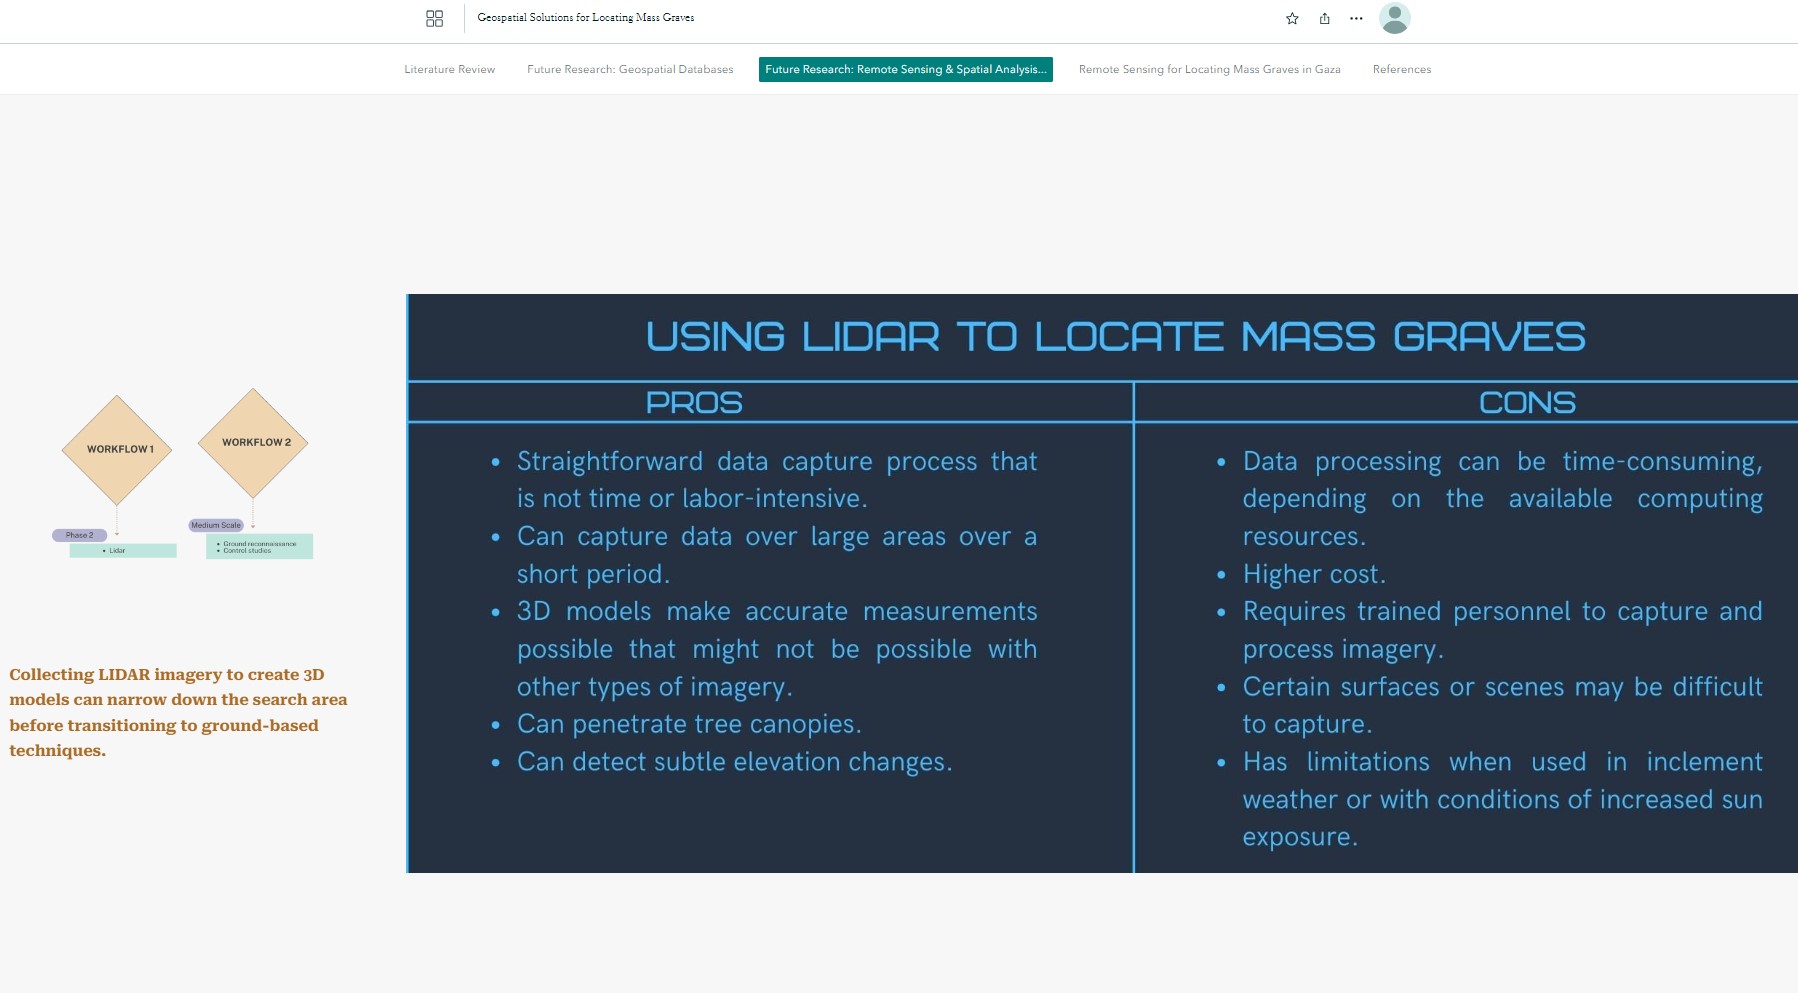 Geospatial Solutions for Locating Mass Graves
Literature Review
Future Research: Geospatial Databases
Future Research: Remote Sensing & Spatial Analysis...
Remote Sensing for Locating Mass Graves in Gaza
References
WORKFLOW 1
Phase 2
• Lidar
WORKFLOW 2
Medium Scale
• Ground reconnaissance
• Control studies
Collecting LIDAR imagery to create 3D
models can narrow down the search area
before transitioning to ground-based
techniques.
USING LIDAR TO LOCATE MASS GRAVES
PROS
• Straightforward data capture process that
is not time or labor-intensive.
• Can capture data over large areas over a
short period.
• 3D models make accurate measurements
possible that might not be possible with
other types of imagery.
• Can penetrate tree canopies.
• Can detect subtle elevation changes.
CONS
• Data processing can be time-consuming,
depending on the available computing
resources.
• Higher cost.
• Requires trained personnel to capture and
process imagery.
• Certain surfaces or scenes may be difficult
to capture.
• Has limitations when used in inclement
weather or with conditions of increased sun
exposure.